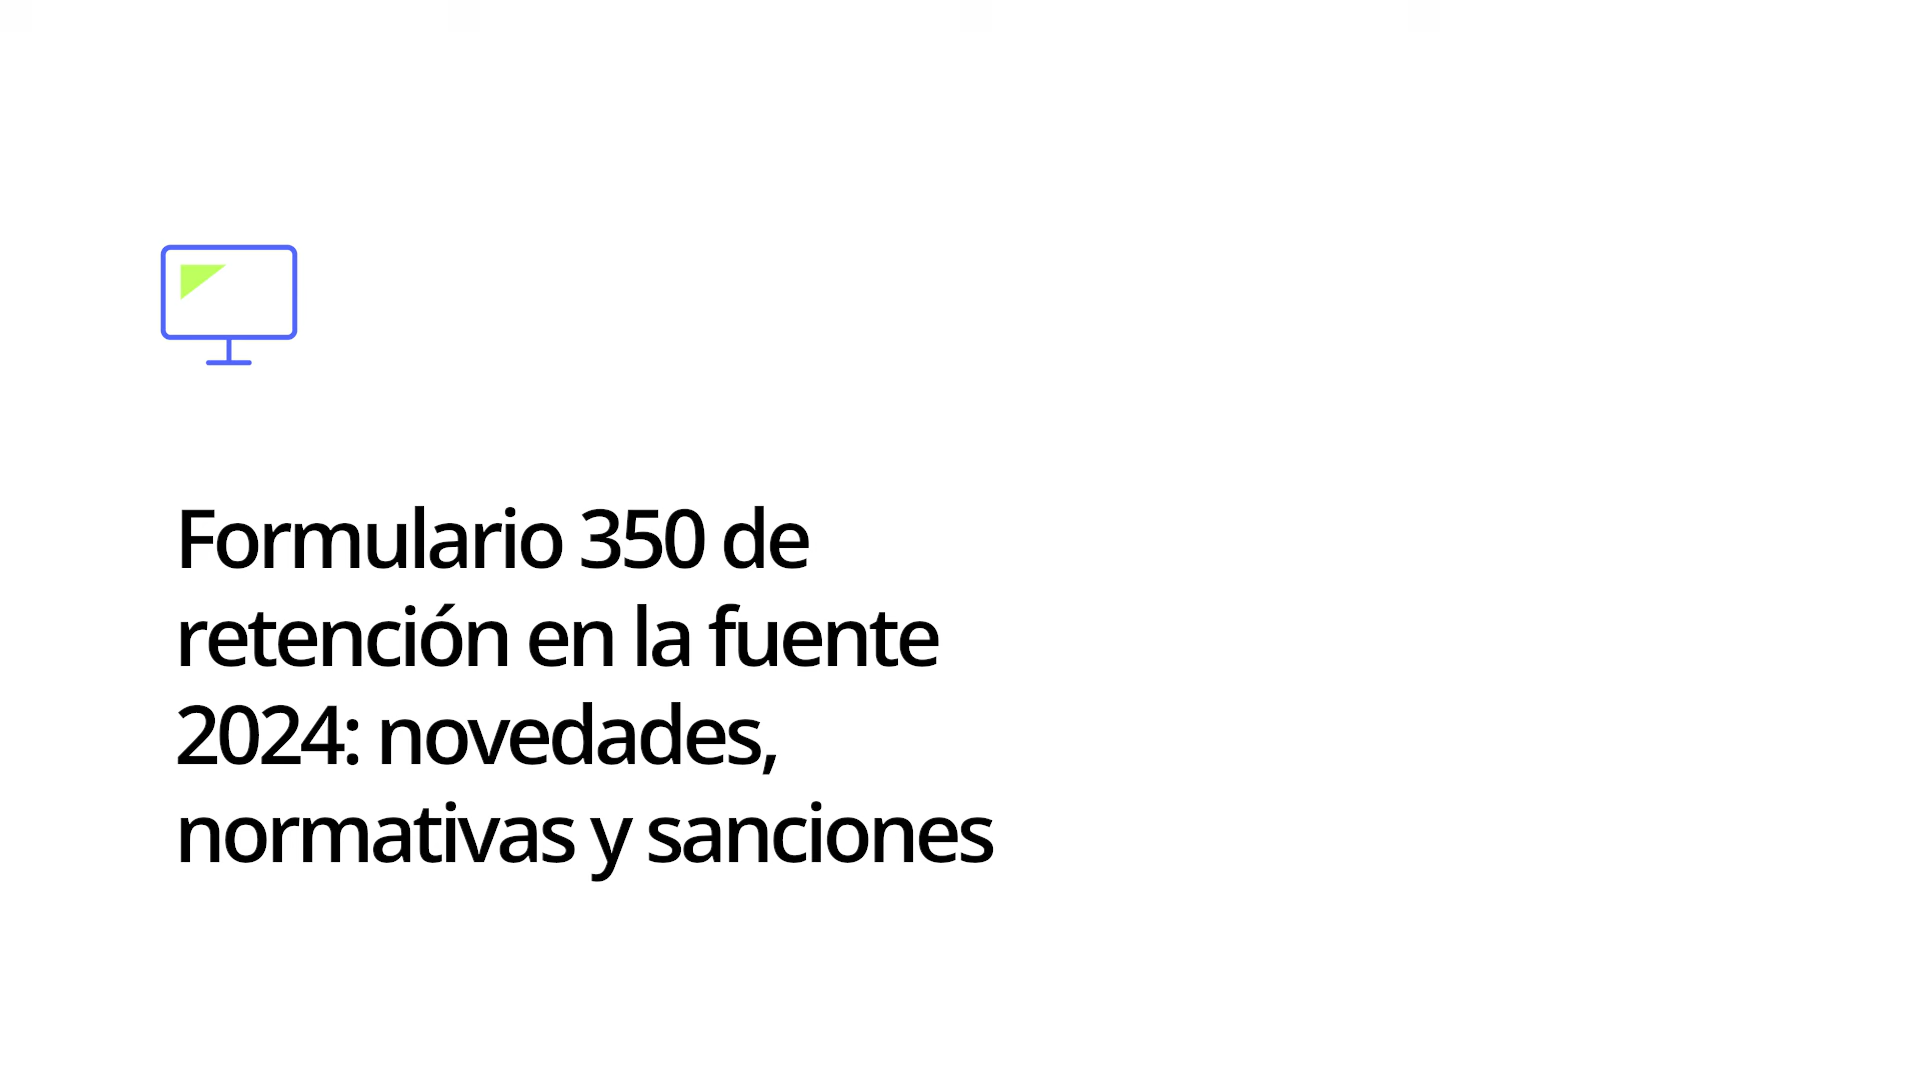 Formulario 350 de
retención en la fuente
2024: novedades,
normativas y sanciones